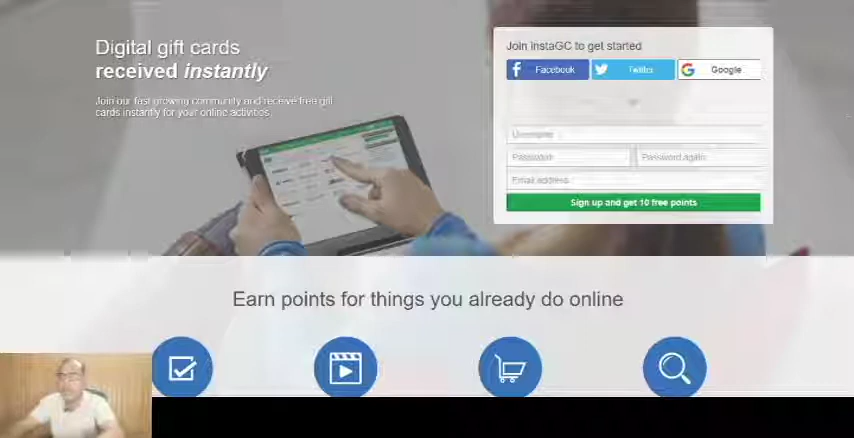 Digital gift cards
received instantly
Join our fast growing community and receive free gift
cards instantly for your online activities.
Join InstaGC to get started
Facebook
Twitter
Google
Username
Password
Password again
Email address
Sign up and get 10 free points
Earn points for things you already do online